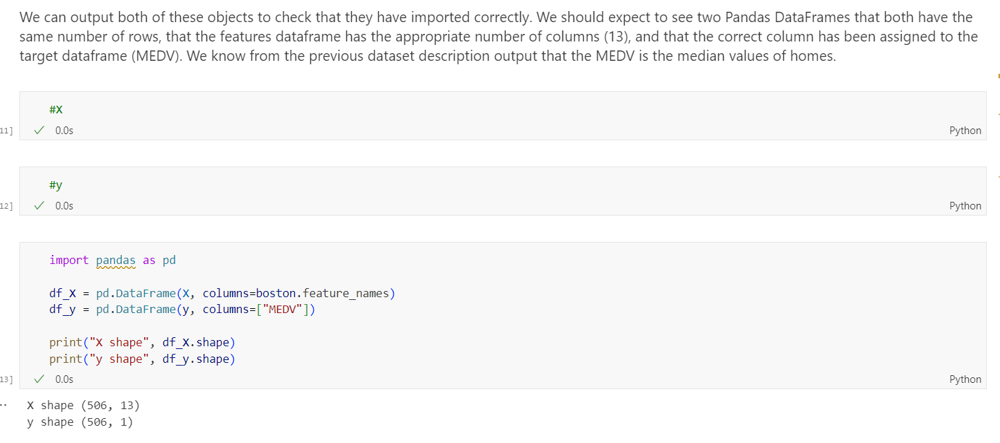 We can output both of these objects to check that they have imported correctly. We should expect to see two Pandas DataFrames that both have the
same number of rows, that the features dataframe has the appropriate number of columns (13), and that the correct column has been assigned to the
target dataframe (MEDV). We know from the previous dataset description output that the MEDV is the median values of homes.
#X
11] ✓ 0.0s Python
#y
12] ✓ 0.0s Python
import pandas as pd
df_X = pd.DataFrame(X, columns=boston.feature_names)
df_y = pd.DataFrame(y, columns=["MEDV"])
print("X shape", df_X.shape)
print("y shape", df_y.shape)
13] ✓ 0.0s Python
X shape (506, 13)
y shape (506, 1)